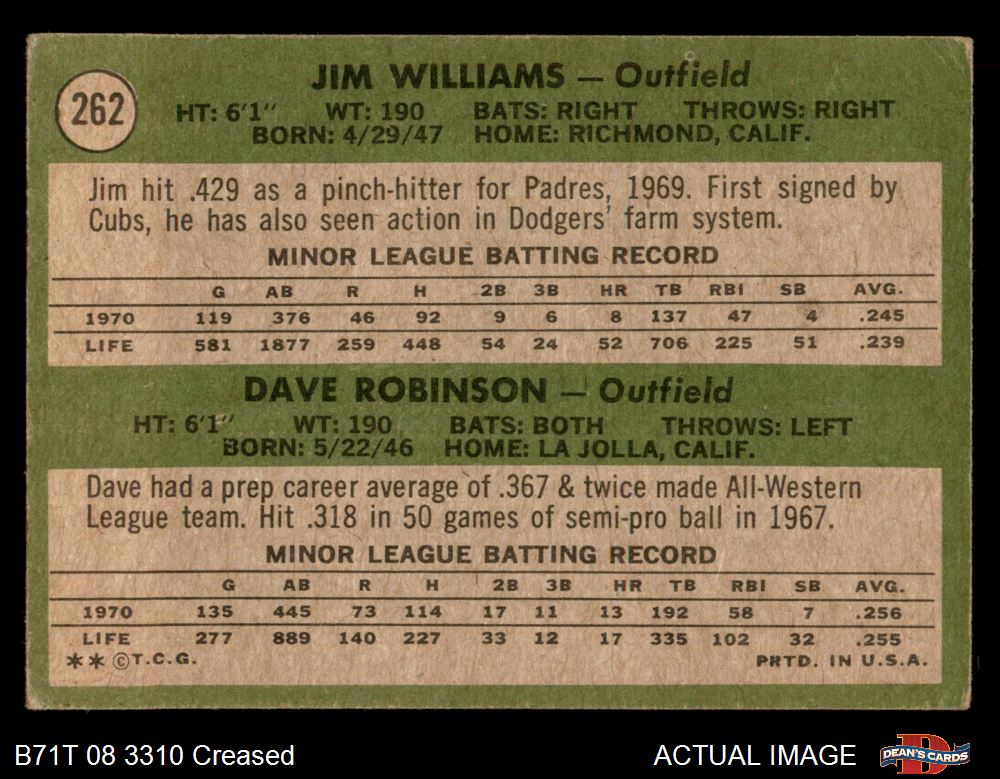 262
JIM WILLIAMS — Outfield
HT: 6'1" WT: 190 BATS: RIGHT THROWS: RIGHT
BORN: 4/29/47 HOME: RICHMOND, CALIF.
Jim hit .429 as a pinch-hitter for Padres, 1969. First signed by
Cubs, he has also seen action in Dodgers' farm system.
MINOR LEAGUE BATTING RECORD
G AB R H 2B 3B HR TB RBI SB AVG.
1970 119 376 46 92 9 6 8 137 47 4 .245
LIFE 581 1877 259 448 54 24 52 706 225 51 .239
DAVE ROBINSON — Outfield
HT: 6'1" WT: 190 BATS: BOTH THROWS: LEFT
BORN: 5/22/46 HOME: LA JOLLA, CALIF.
Dave had a prep career average of .367 & twice made All-Western
League team. Hit .318 in 50 games of semi-pro ball in 1967.
MINOR LEAGUE BATTING RECORD
G AB R H 2B 3B HR TB RBI SB AVG.
1970 135 445 73 114 17 11 13 192 58 7 .256
LIFE 277 889 140 227 33 12 17 335 102 32 .255
** ©T.C.G. PRTD. IN U.S.A.
B71T 08 3310 Creased ACTUAL IMAGE DEAN'S CARDS